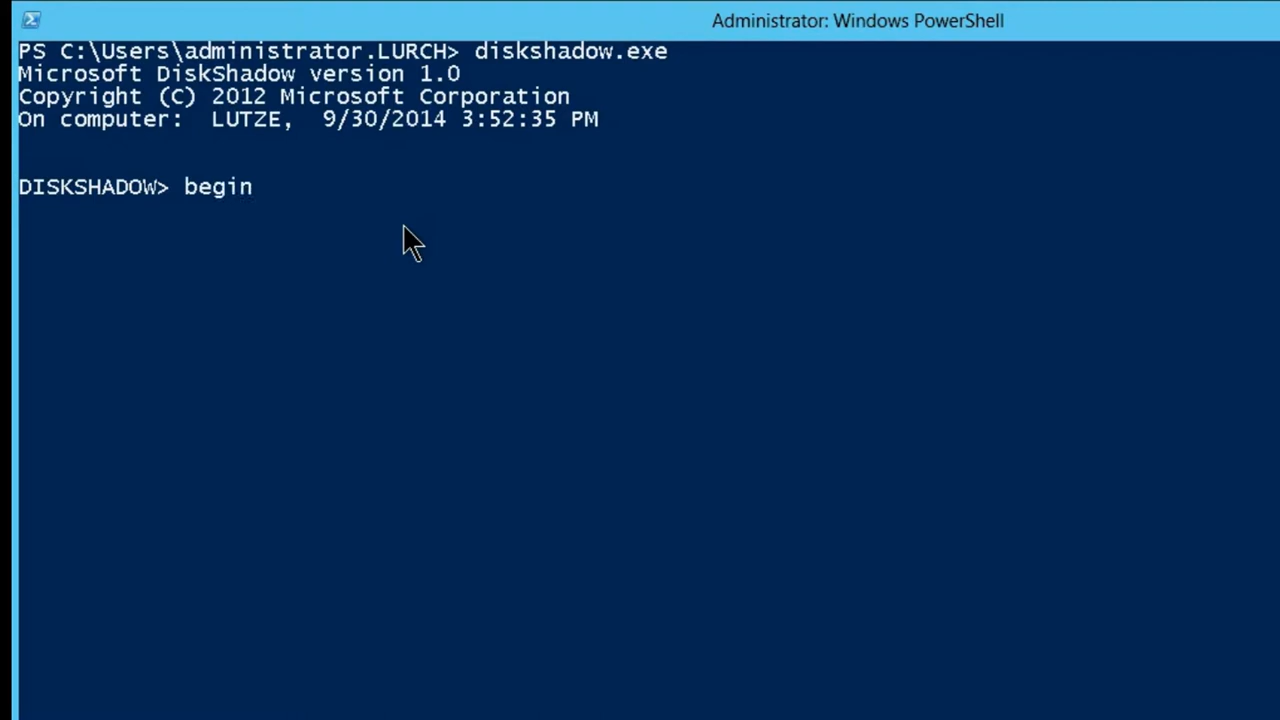 Administrator: Windows PowerShell
PS C:\Users\administrator.LURCH> diskshadow.exe
Microsoft DiskShadow version 1.0
Copyright (C) 2012 Microsoft Corporation
On computer:  LUTZE,  9/30/2014 3:52:35 PM
DISKSHADOW> begin